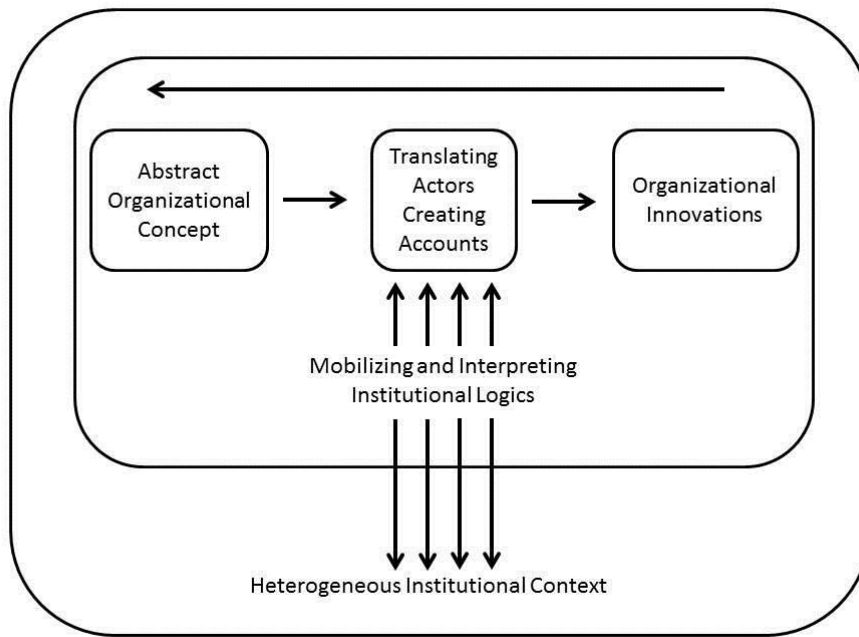 Abstract
Organizational
Concept
Translating
Actors
Creating
Accounts
Organizational
Innovations
Mobilizing and Interpreting
Institutional Logics
Heterogeneous Institutional Context